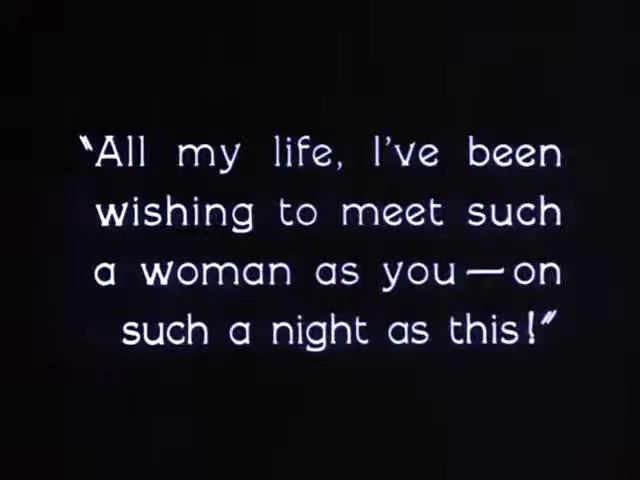 "All my life, I've been
wishing to meet such
a woman as you — on
such a night as this!"